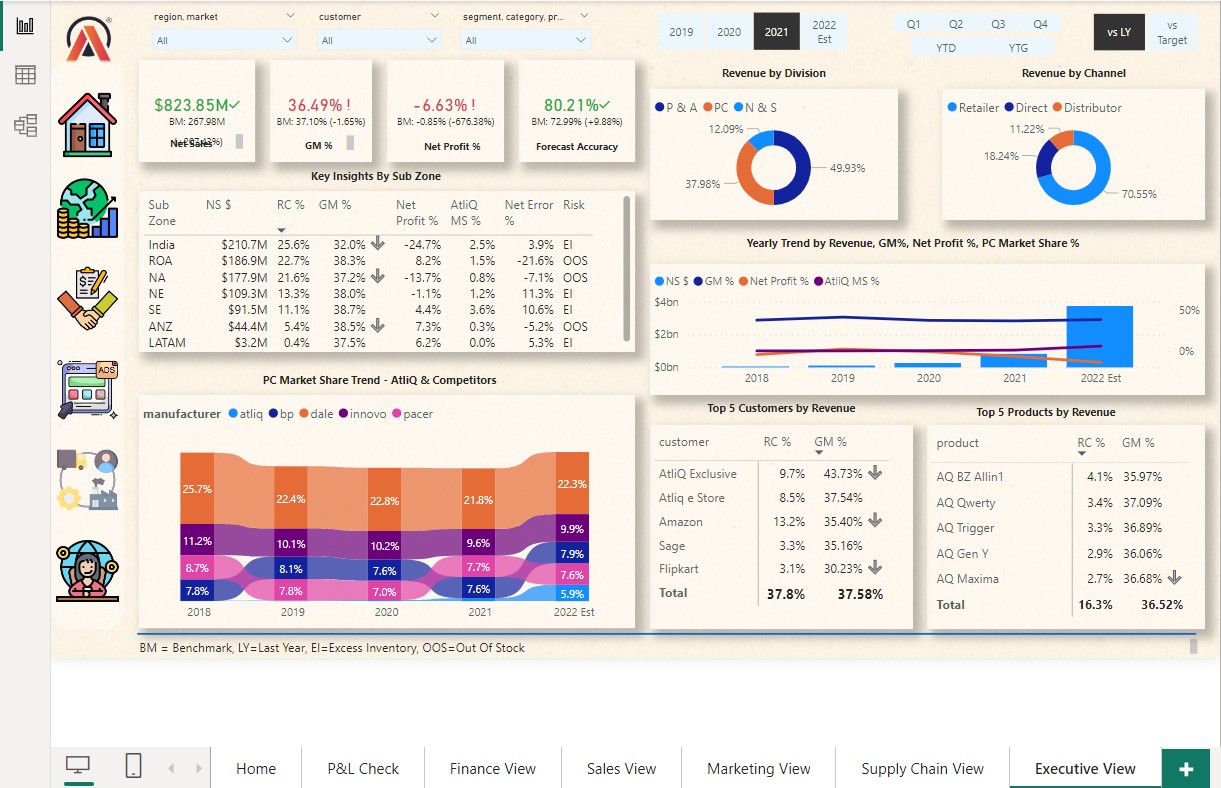 region, market
customer
segment, category, pr...
All
All
All
2019
2020
2021
2022 Est
Q1
Q2
Q3
Q4
YTD
YTG
vs LY
vs Target
$823.85M
BM: 267.98M
Net Sales
36.49% !
BM: 37.10% (-1.65%)
GM %
-6.63% !
BM: -0.85% (-676.38%)
Net Profit %
80.21%
BM: 72.99% (+9.88%)
Forecast Accuracy
Revenue by Division
P & A PC N & S
12.09%
49.93%
37.98%
Revenue by Channel
Retailer Direct Distributor
11.22%
18.24%
70.55%
Key Insights By Sub Zone
Sub Zone NS $ RC % GM % Net Profit % AtliQ MS % Net Error % Risk
India $210.7M 25.6% 32.0% -24.7% 2.5% 3.9% EI
ROA $186.9M 22.7% 38.3% 8.2% 1.5% -21.6% OOS
NA $177.9M 21.6% 37.2% -13.7% 0.8% -7.1% OOS
NE $109.3M 13.3% 38.0% -1.1% 1.2% 11.3% EI
SE $91.5M 11.1% 38.7% 4.4% 3.6% 10.6% EI
ANZ $44.4M 5.4% 38.5% 7.3% 0.3% -5.2% OOS
LATAM $3.2M 0.4% 37.5% 6.2% 0.0% 5.3% EI
Yearly Trend by Revenue, GM%, Net Profit %, PC Market Share %
NS $ GM % Net Profit % AtliQ MS %
$4bn
$2bn
$0bn
50%
0%
2018 2019 2020 2021 2022 Est
PC Market Share Trend - AtliQ & Competitors
manufacturer atliq bp dale innovo pacer
25.7% 22.4% 22.8% 21.8% 22.3%
11.2% 10.1% 10.2% 9.6% 9.9%
8.7% 8.1% 7.6% 7.7% 7.9%
7.8% 7.8% 7.0% 7.6% 7.6%
5.9%
2018 2019 2020 2021 2022 Est
Top 5 Customers by Revenue
customer RC % GM %
AtliQ Exclusive 9.7% 43.73%
Atliq e Store 8.5% 37.54%
Amazon 13.2% 35.40%
Sage 3.3% 35.16%
Flipkart 3.1% 30.23%
Total 37.8% 37.58%
Top 5 Products by Revenue
product RC % GM %
AQ BZ Allin1 4.1% 35.97%
AQ Qwerty 3.4% 37.09%
AQ Trigger 3.3% 36.89%
AQ Gen Y 2.9% 36.06%
AQ Maxima 2.7% 36.68%
Total 16.3% 36.52%
ADS
BM = Benchmark, LY=Last Year, EI=Excess Inventory, OOS=Out Of Stock
Home
P&L Check
Finance View
Sales View
Marketing View
Supply Chain View
Executive View